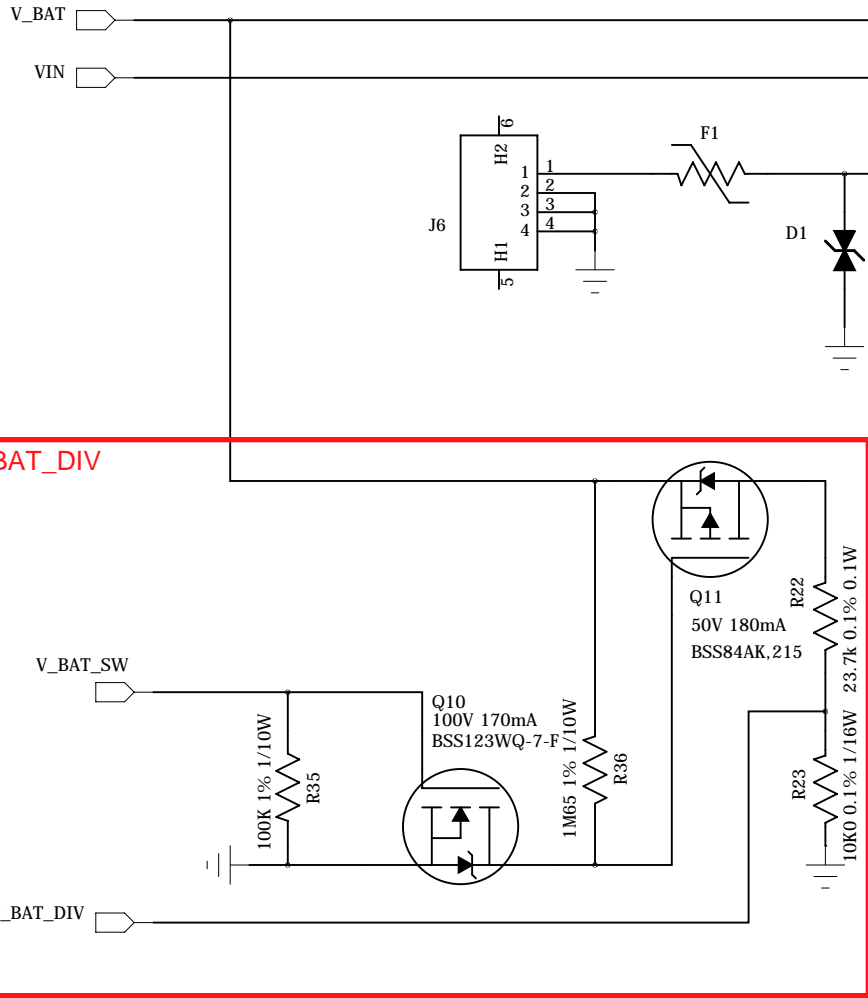 V_BAT
VIN
F1
6
H2
1 1
2 2
3 3
4 4
J6
H1
5
D1
BAT_DIV
Q11
50V 180mA
BSS84AK,215
R22
23.7k 0.1% 0.1W
V_BAT_SW
Q10
100V 170mA
BSS123WQ-7-F
100K 1% 1/10W
R35
1M65 1% 1/10W
R36
R23
10K0 0.1% 1/16W
_BAT_DIV